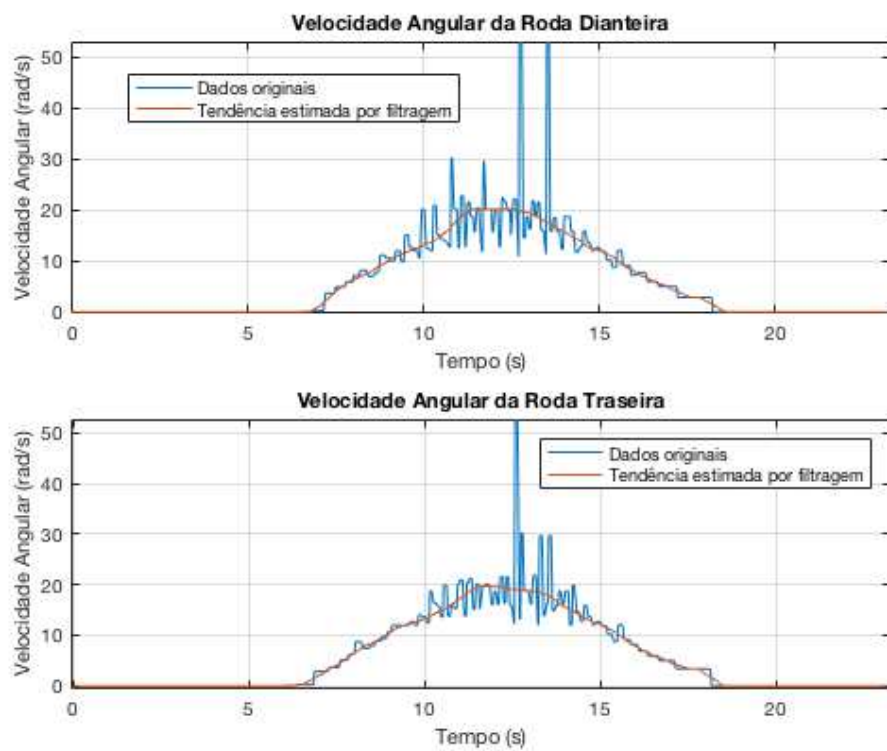 Velocidade Angular da Roda Dianteira
Velocidade Angular (rad/s)
50
40
30
20
10
0
Dados originais
Tendência estimada por filtragem
0 5 10 15 20
Tempo (s)
Velocidade Angular da Roda Traseira
Velocidade Angular (rad/s)
50
40
30
20
10
0
Dados originais
Tendência estimada por filtragem
0 5 10 15 20
Tempo (s)